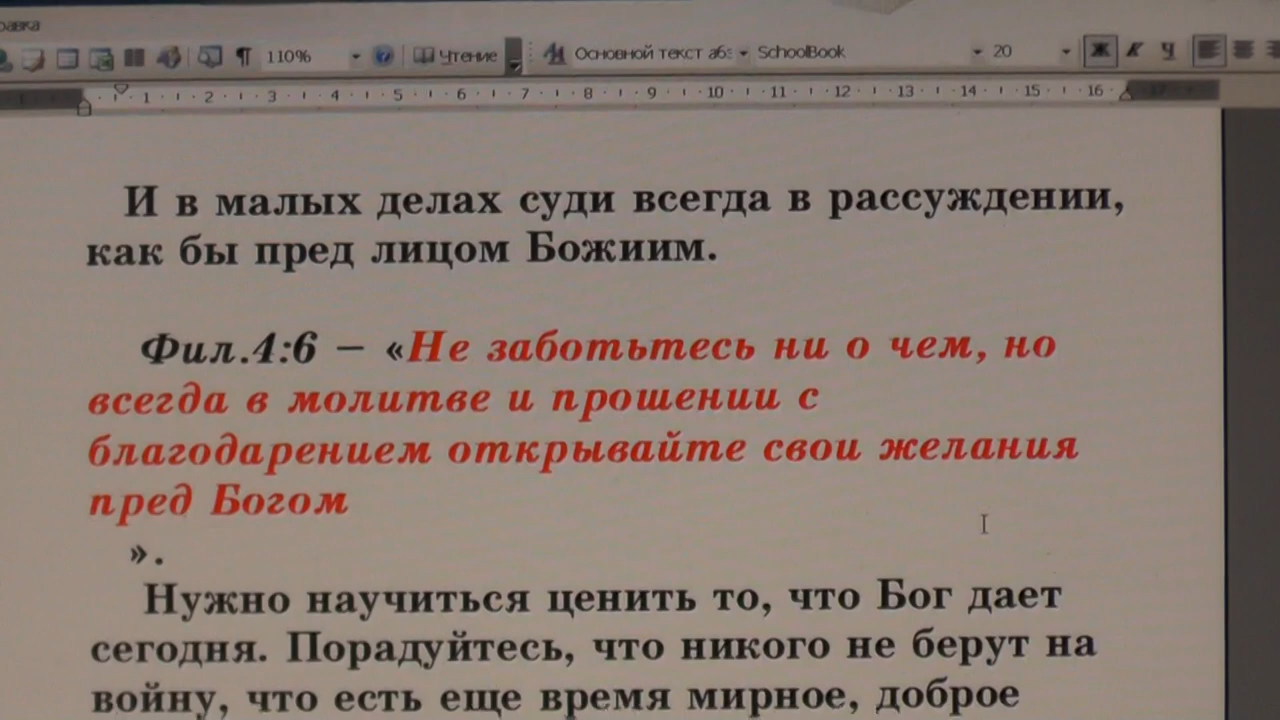 110%
Чтение
Основной текст абз
SchoolBook
20
Ж К Ч
1 2 3 4 5 6 7 8 9 10 11 12 13 14 15 16 17
И в малых делах суди всегда в рассуждении,
как бы пред лицом Божиим.
Фил.4:6 – «Не заботьтесь ни о чем, но
всегда в молитве и прошении с
благодарением открывайте свои желания
пред Богом
».
Нужно научиться ценить то, что Бог дает
сегодня. Порадуйтесь, что никого не берут на
войну, что есть еще время мирное, доброе